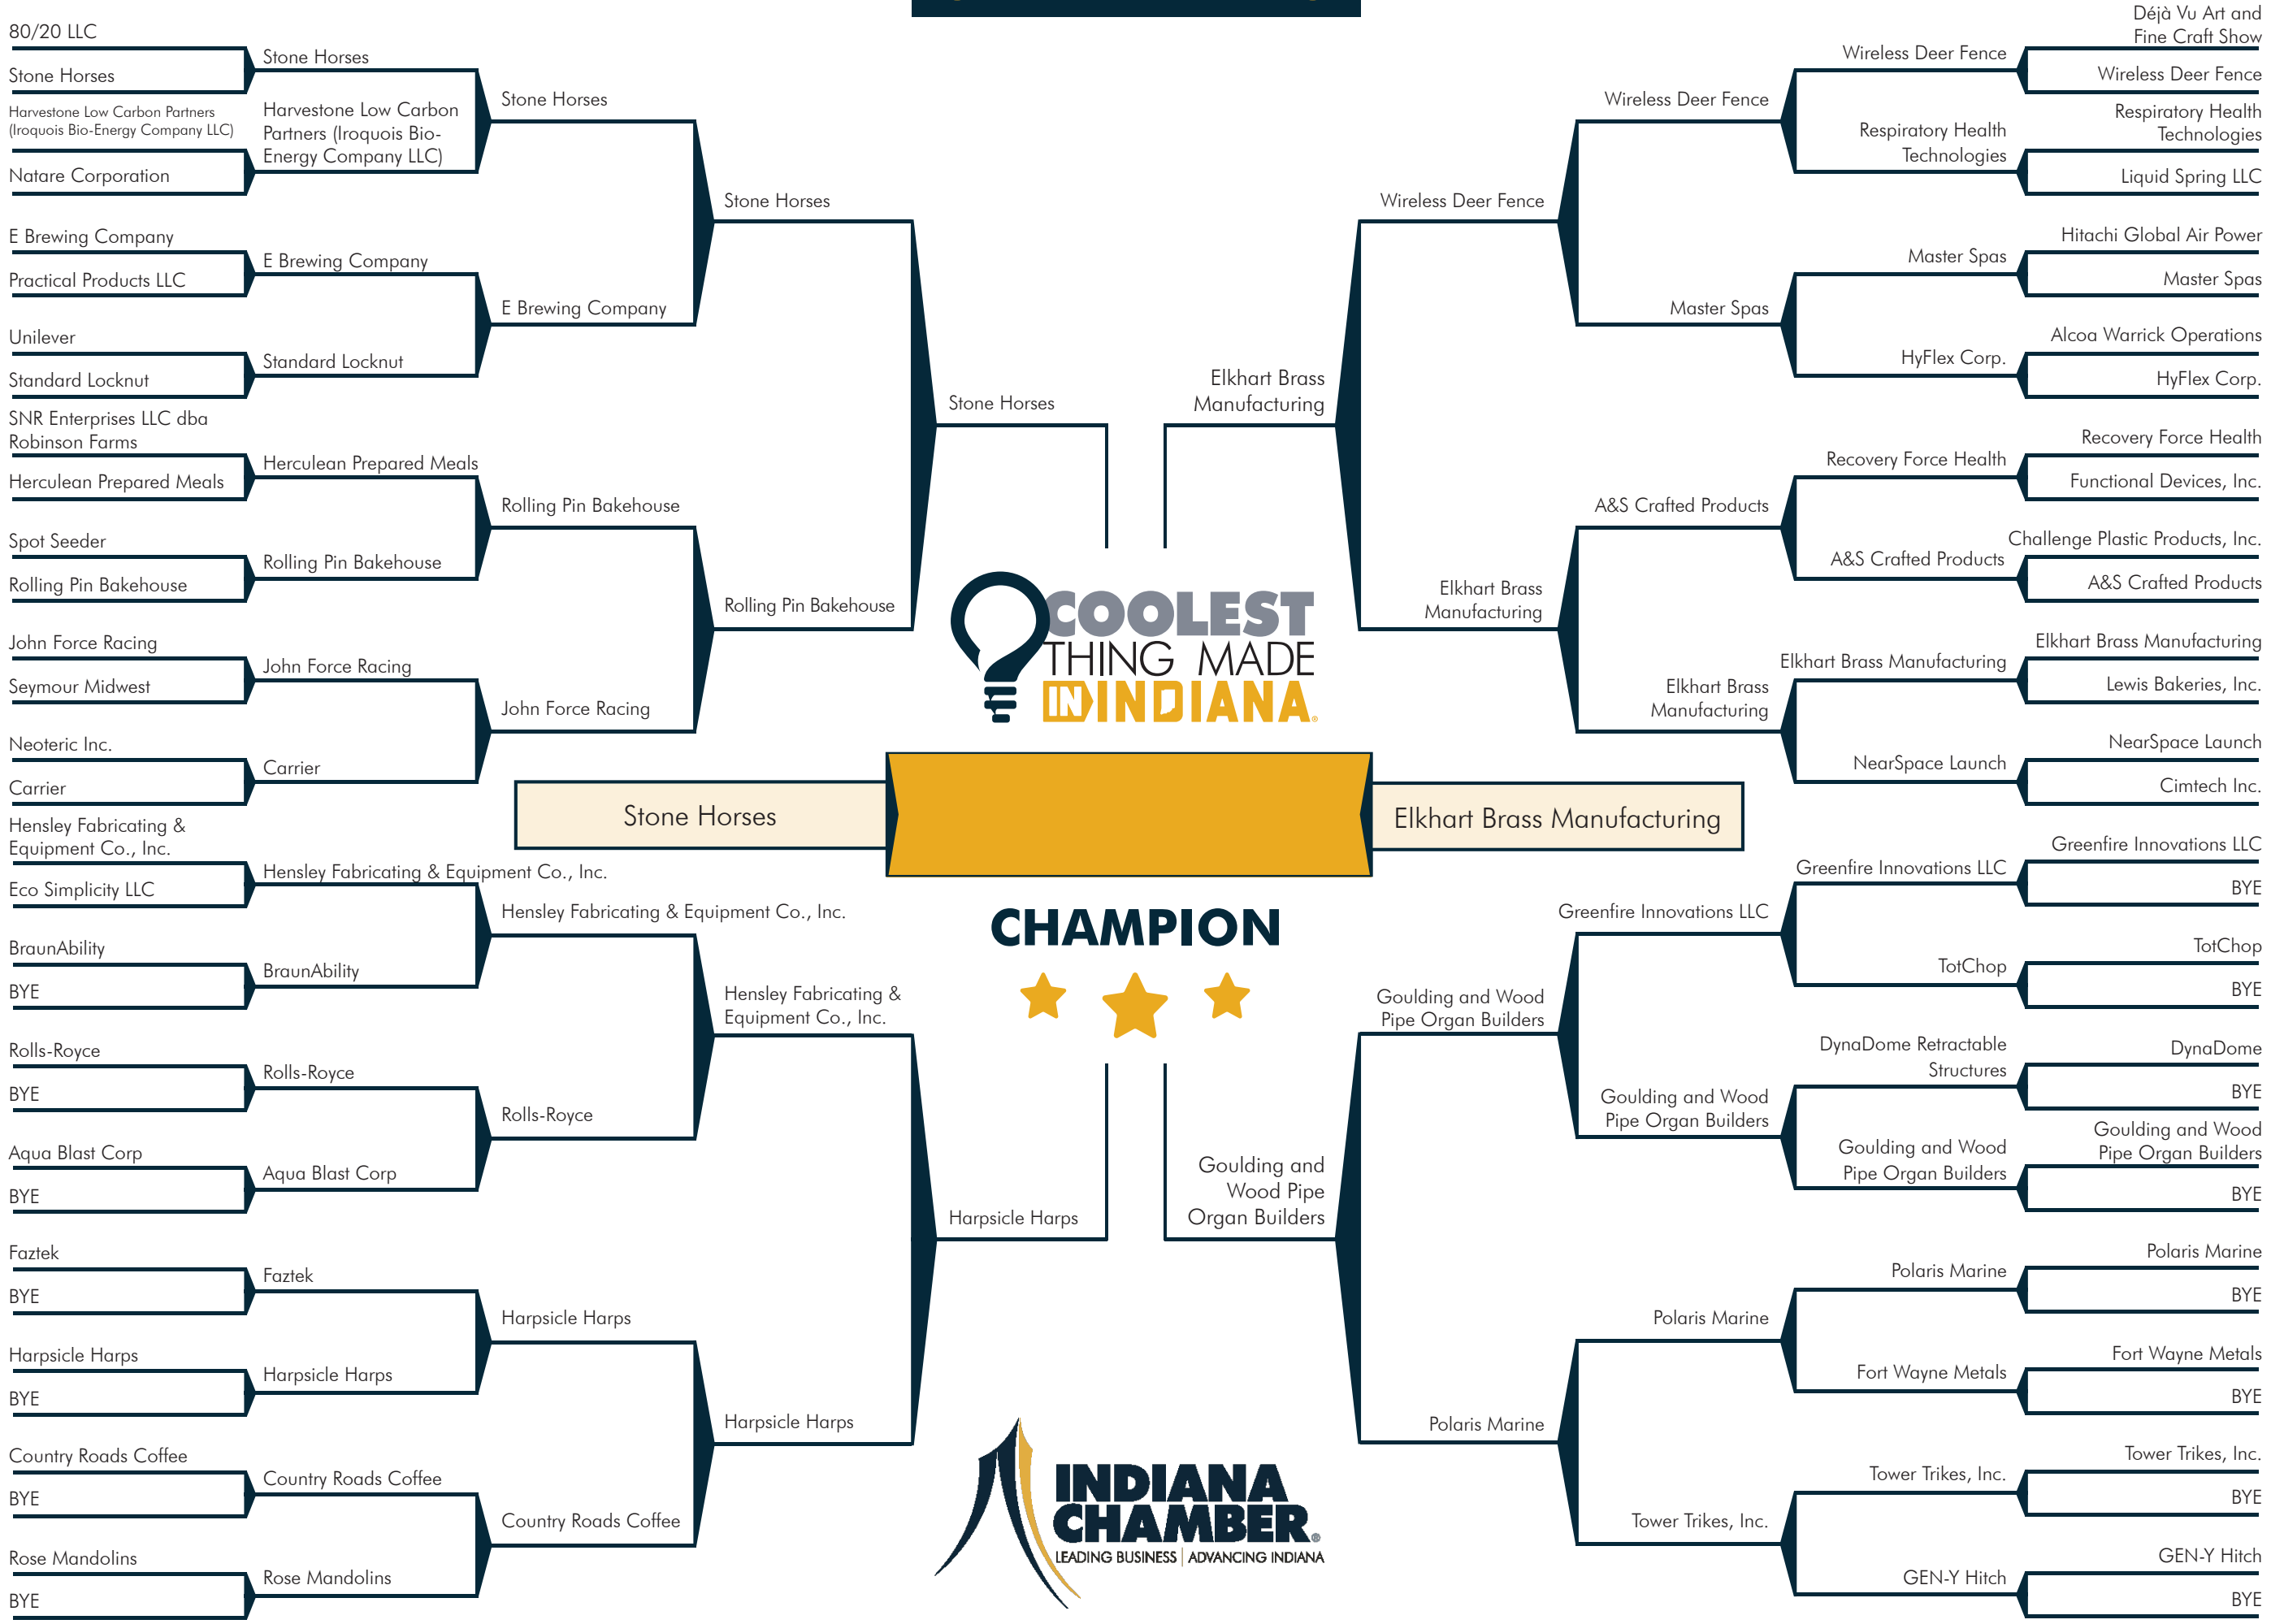 80/20 LLC
Stone Horses
Harvestone Low Carbon Partners
(Iroquois Bio-Energy Company LLC)
Natare Corporation
E Brewing Company
Practical Products LLC
Unilever
Standard Locknut
SNR Enterprises LLC dba
Robinson Farms
Herculean Prepared Meals
Spot Seeder
Rolling Pin Bakehouse
John Force Racing
Seymour Midwest
Neoteric Inc.
Carrier
Hensley Fabricating &
Equipment Co., Inc.
Eco Simplicity LLC
BraunAbility
BYE
Rolls-Royce
BYE
Aqua Blast Corp
BYE
Faztek
BYE
Harpsicle Harps
BYE
Country Roads Coffee
BYE
Rose Mandolins
BYE
Stone Horses
Harvestone Low Carbon
Partners (Iroquois Bio-
Energy Company LLC)
E Brewing Company
Standard Locknut
Herculean Prepared Meals
Rolling Pin Bakehouse
John Force Racing
Carrier
Hensley Fabricating & Equipment Co., Inc.
BraunAbility
Rolls-Royce
Aqua Blast Corp
Faztek
Harpsicle Harps
Country Roads Coffee
Rose Mandolins
Stone Horses
E Brewing Company
Rolling Pin Bakehouse
John Force Racing
Hensley Fabricating & Equipment Co., Inc.
Rolls-Royce
Harpsicle Harps
Country Roads Coffee
Stone Horses
Rolling Pin Bakehouse
Hensley Fabricating &
Equipment Co., Inc.
Harpsicle Harps
Stone Horses
Harpsicle Harps
COOLEST
THING MADE
IN INDIANA®
Stone Horses
Elkhart Brass Manufacturing
CHAMPION
INDIANA
CHAMBER®
LEADING BUSINESS | ADVANCING INDIANA
Elkhart Brass
Manufacturing
Goulding and
Wood Pipe
Organ Builders
Wireless Deer Fence
Elkhart Brass
Manufacturing
Goulding and Wood
Pipe Organ Builders
Polaris Marine
Wireless Deer Fence
Master Spas
A&S Crafted Products
Elkhart Brass
Manufacturing
Greenfire Innovations LLC
Goulding and Wood
Pipe Organ Builders
Polaris Marine
Tower Trikes, Inc.
Wireless Deer Fence
Respiratory Health
Technologies
Master Spas
HyFlex Corp.
Recovery Force Health
A&S Crafted Products
Elkhart Brass Manufacturing
NearSpace Launch
Greenfire Innovations LLC
TotChop
DynaDome Retractable
Structures
Goulding and Wood
Pipe Organ Builders
Polaris Marine
Fort Wayne Metals
Tower Trikes, Inc.
GEN-Y Hitch
Déjà Vu Art and
Fine Craft Show
Wireless Deer Fence
Respiratory Health
Technologies
Liquid Spring LLC
Hitachi Global Air Power
Master Spas
Alcoa Warrick Operations
HyFlex Corp.
Recovery Force Health
Functional Devices, Inc.
Challenge Plastic Products, Inc.
A&S Crafted Products
Elkhart Brass Manufacturing
Lewis Bakeries, Inc.
NearSpace Launch
Cimtech Inc.
Greenfire Innovations LLC
BYE
TotChop
BYE
DynaDome
BYE
Goulding and Wood
Pipe Organ Builders
BYE
Polaris Marine
BYE
Fort Wayne Metals
BYE
Tower Trikes, Inc.
BYE
GEN-Y Hitch
BYE